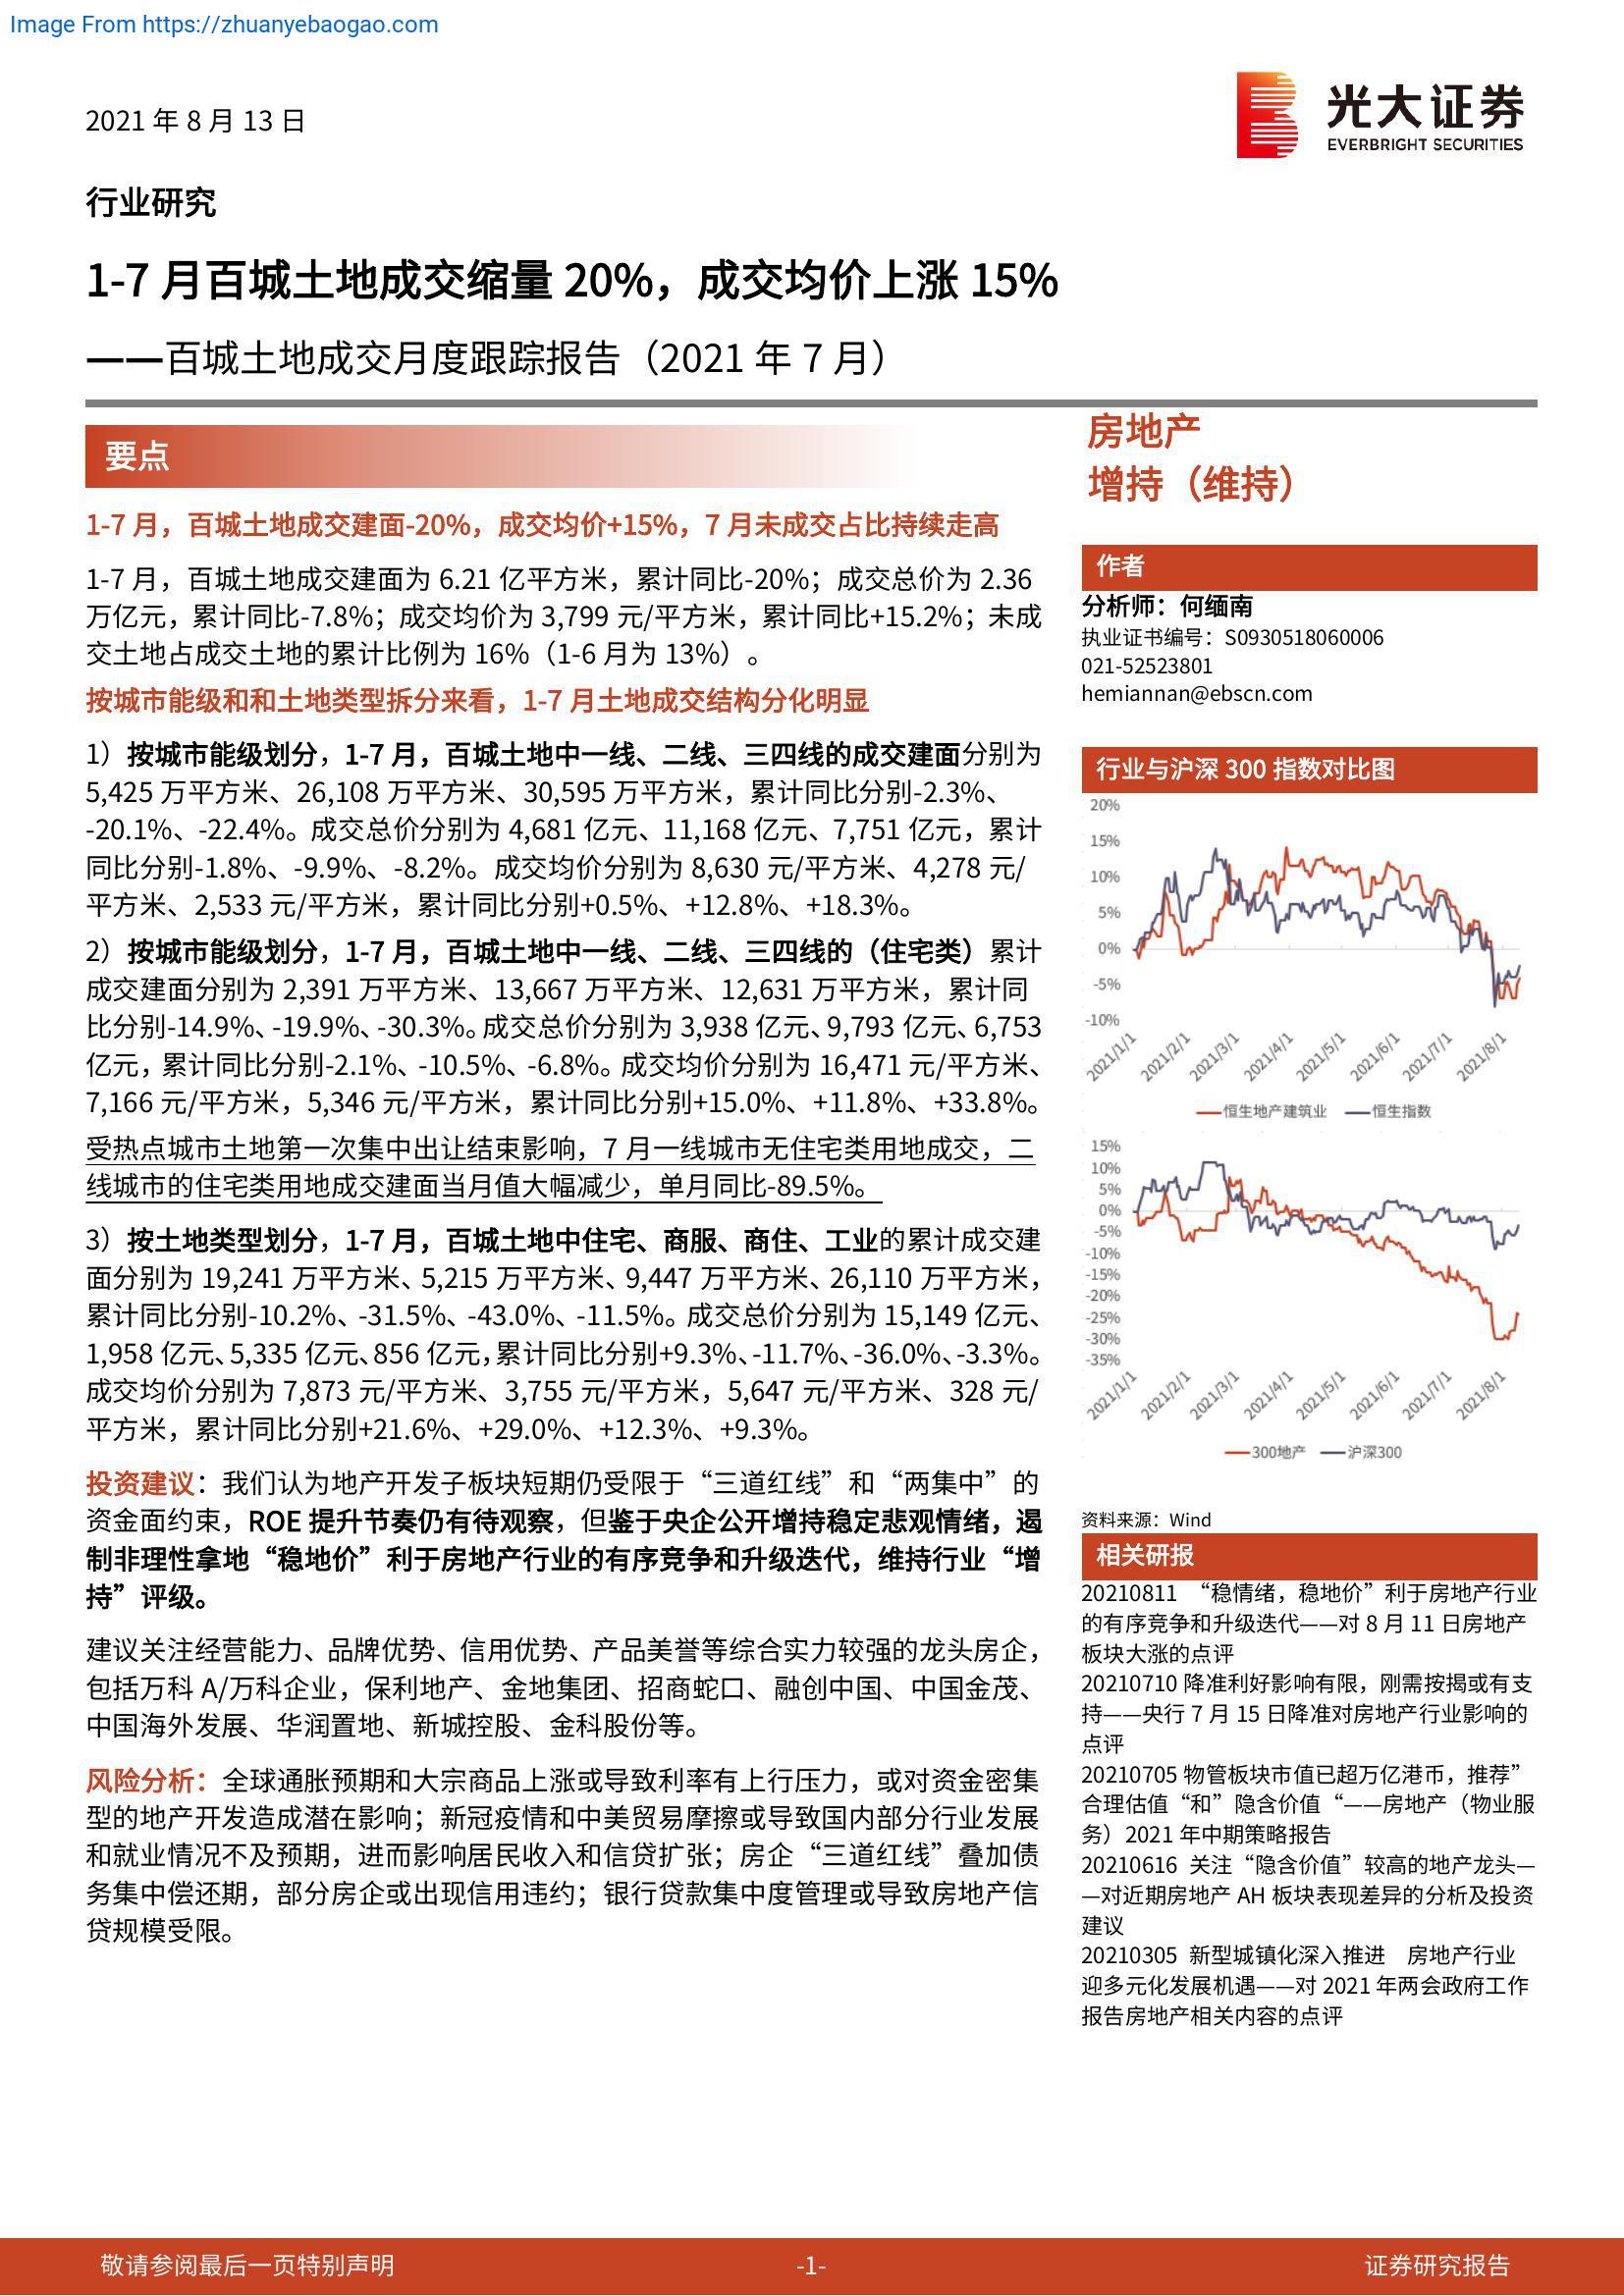 Image From https://zhuanyebaogao.com
2021 年 8 月 13 日
光大证券
EVERBRIGHT SECURITIES
行业研究
1-7 月百城土地成交缩量 20%，成交均价上涨 15%
——百城土地成交月度跟踪报告（2021 年 7 月）
要点
1-7 月，百城土地成交建面-20%，成交均价+15%，7 月未成交占比持续走高
1-7 月，百城土地成交建面为 6.21 亿平方米，累计同比-20%；成交总价为 2.36
万亿元，累计同比-7.8%；成交均价为 3,799 元/平方米，累计同比+15.2%；未成
交土地占成交土地的累计比例为 16%（1-6 月为 13%）。
按城市能级和和土地类型拆分来看，1-7 月土地成交结构分化明显
1）按城市能级划分，1-7 月，百城土地中一线、二线、三四线的成交建面分别为
5,425 万平方米、26,108 万平方米、30,595 万平方米，累计同比分别-2.3%、
-20.1%、-22.4%。成交总价分别为 4,681 亿元、11,168 亿元、7,751 亿元，累计
同比分别-1.8%、-9.9%、-8.2%。成交均价分别为 8,630 元/平方米、4,278 元/
平方米、2,533 元/平方米，累计同比分别+0.5%、+12.8%、+18.3%。
2）按城市能级划分，1-7 月，百城土地中一线、二线、三四线的（住宅类）累计
成交建面分别为 2,391 万平方米、13,667 万平方米、12,631 万平方米，累计同
比分别-14.9%、-19.9%、-30.3%。成交总价分别为 3,938 亿元、9,793 亿元、6,753
亿元，累计同比分别-2.1%、-10.5%、-6.8%。成交均价分别为 16,471 元/平方米、
7,166 元/平方米，5,346 元/平方米，累计同比分别+15.0%、+11.8%、+33.8%。
受热点城市土地第一次集中出让结束影响，7 月一线城市无住宅类用地成交，二
线城市的住宅类用地成交建面当月值大幅减少，单月同比-89.5%。
3）按土地类型划分，1-7 月，百城土地中住宅、商服、商住、工业的累计成交建
面分别为 19,241 万平方米、5,215 万平方米、9,447 万平方米、26,110 万平方米，
累计同比分别-10.2%、-31.5%、-43.0%、-11.5%。成交总价分别为 15,149 亿元、
1,958 亿元、5,335 亿元、856 亿元，累计同比分别+9.3%、-11.7%、-36.0%、-3.3%。
成交均价分别为 7,873 元/平方米、3,755 元/平方米，5,647 元/平方米、328 元/
平方米，累计同比分别+21.6%、+29.0%、+12.3%、+9.3%。
投资建议：我们认为地产开发子板块短期仍受限于“三道红线”和“两集中”的
资金面约束，ROE 提升节奏仍有待观察，但鉴于央企公开增持稳定悲观情绪，遏
制非理性拿地“稳地价”利于房地产行业的有序竞争和升级迭代，维持行业“增
持”评级。
建议关注经营能力、品牌优势、信用优势、产品美誉等综合实力较强的龙头房企，
包括万科 A/万科企业，保利地产、金地集团、招商蛇口、融创中国、中国金茂、
中国海外发展、华润置地、新城控股、金科股份等。
风险分析：全球通胀预期和大宗商品上涨或导致利率有上行压力，或对资金密集
型的地产开发造成潜在影响；新冠疫情和中美贸易摩擦或导致国内部分行业发展
和就业情况不及预期，进而影响居民收入和信贷扩张；房企“三道红线”叠加债
务集中偿还期，部分房企或出现信用违约；银行贷款集中度管理或导致房地产信
贷规模受限。
房地产
增持（维持）
作者
分析师：何缅南
执业证书编号：S0930518060006
021-52523801
hemiannan@ebscn.com
行业与沪深 300 指数对比图
20%
15%
10%
5%
0%
-5%
-10%
2021/1/1 2021/2/1 2021/3/1 2021/4/1 2021/5/1 2021/6/1 2021/7/1 2021/8/1
恒生地产建筑业 恒生指数
15%
10%
5%
0%
-5%
-10%
-15%
-20%
-25%
-30%
-35%
2021/1/1 2021/2/1 2021/3/1 2021/4/1 2021/5/1 2021/6/1 2021/7/1 2021/8/1
300地产 沪深300
资料来源：Wind
相关研报
20210811 “稳情绪，稳地价”利于房地产行业
的有序竞争和升级迭代——对 8 月 11 日房地产
板块大涨的点评
20210710 降准利好影响有限，刚需按揭或有支
持——央行 7 月 15 日降准对房地产行业影响的
点评
20210705 物管板块市值已超万亿港币，推荐”
合理估值“和”隐含价值“——房地产（物业服
务）2021 年中期策略报告
20210616 关注“隐含价值”较高的地产龙头—
—对近期房地产 AH 板块表现差异的分析及投资
建议
20210305 新型城镇化深入推进 房地产行业
迎多元化发展机遇——对 2021 年两会政府工作
报告房地产相关内容的点评
敬请参阅最后一页特别声明
-1-
证券研究报告